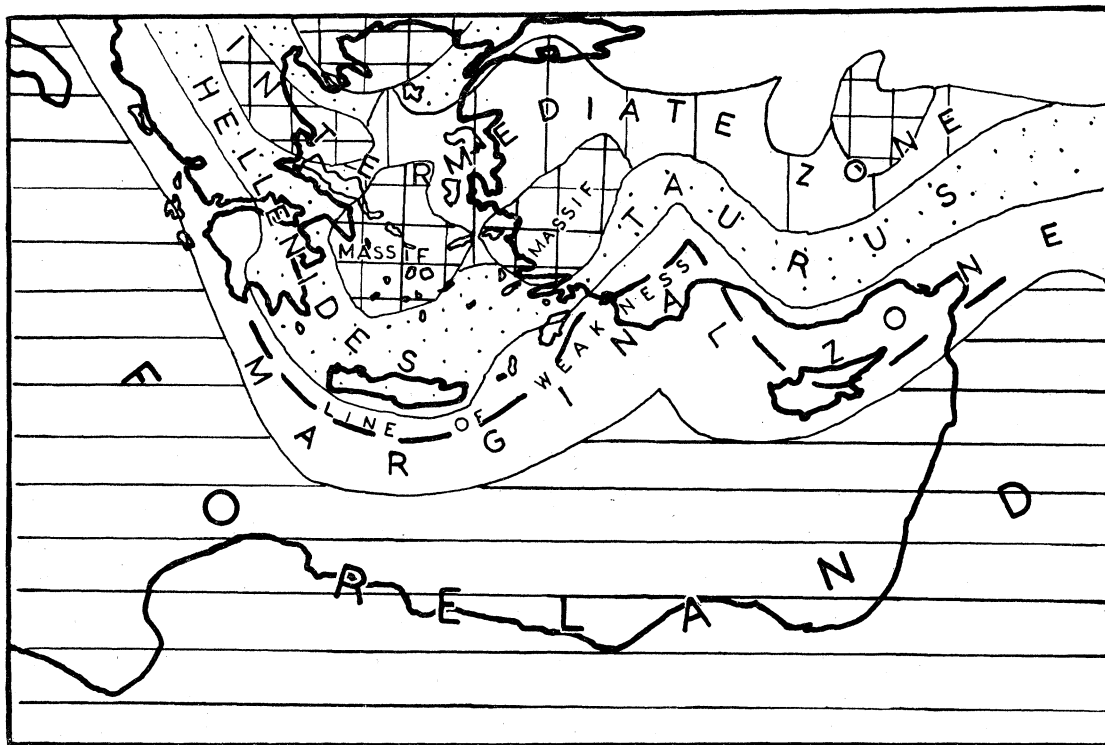 INTERMEDIATE ZONE
HELLENIDES
TAURUS
MASSIF
MASSIF
MARGINAL ZONE
LINE OF WEAKNESS
FORELAND